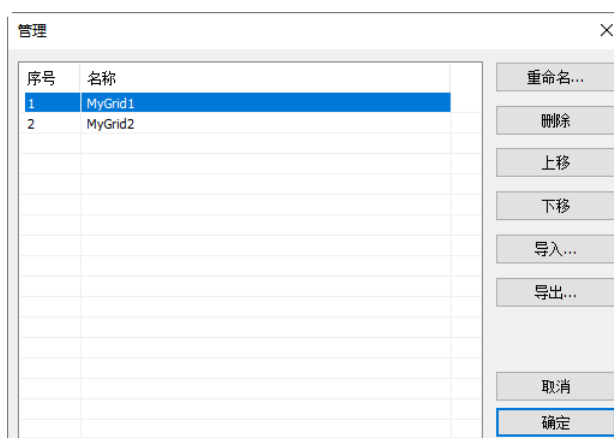 管理
序号 名称
1 MyGrid1
2 MyGrid2
重命名...
删除
上移
下移
导入...
导出...
取消
确定